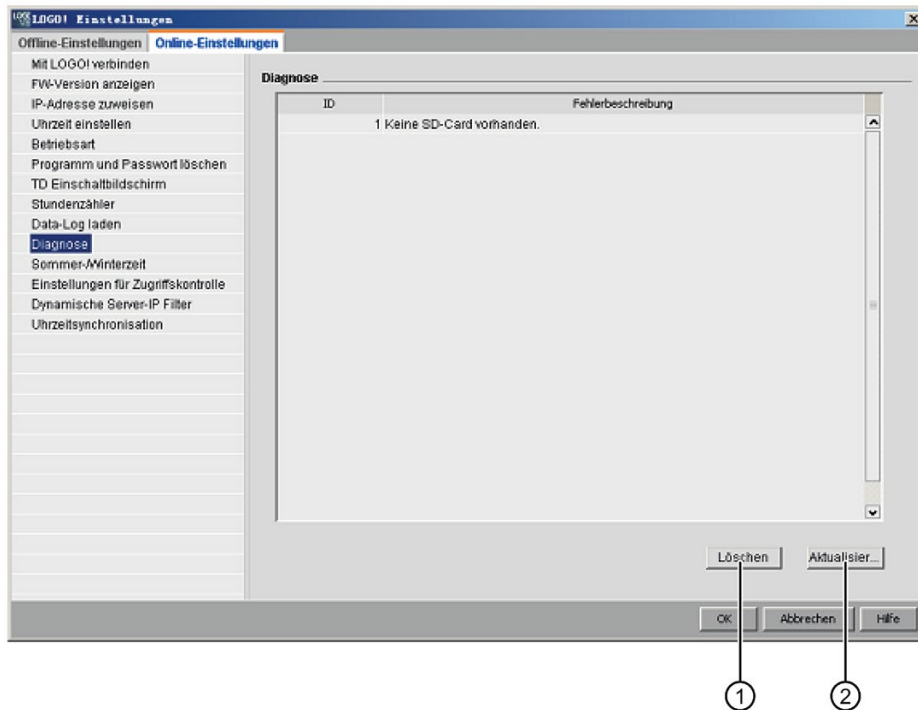 LOGO! Einstellungen
Offline-Einstellungen Online-Einstellungen
Mit LOGO! verbinden
FW-Version anzeigen
IP-Adresse zuweisen
Uhrzeit einstellen
Betriebsart
Programm und Passwort löschen
TD Einschaltbildschirm
Stundenzähler
Data-Log laden
Diagnose
Sommer-/Winterzeit
Einstellungen für Zugriffskontrolle
Dynamische Server-IP Filter
Uhrzeitsynchronisation
Diagnose
ID Fehlerbeschreibung
1 Keine SD-Card vorhanden.
Löschen Aktualisier...
OK Abbrechen Hilfe
1 2